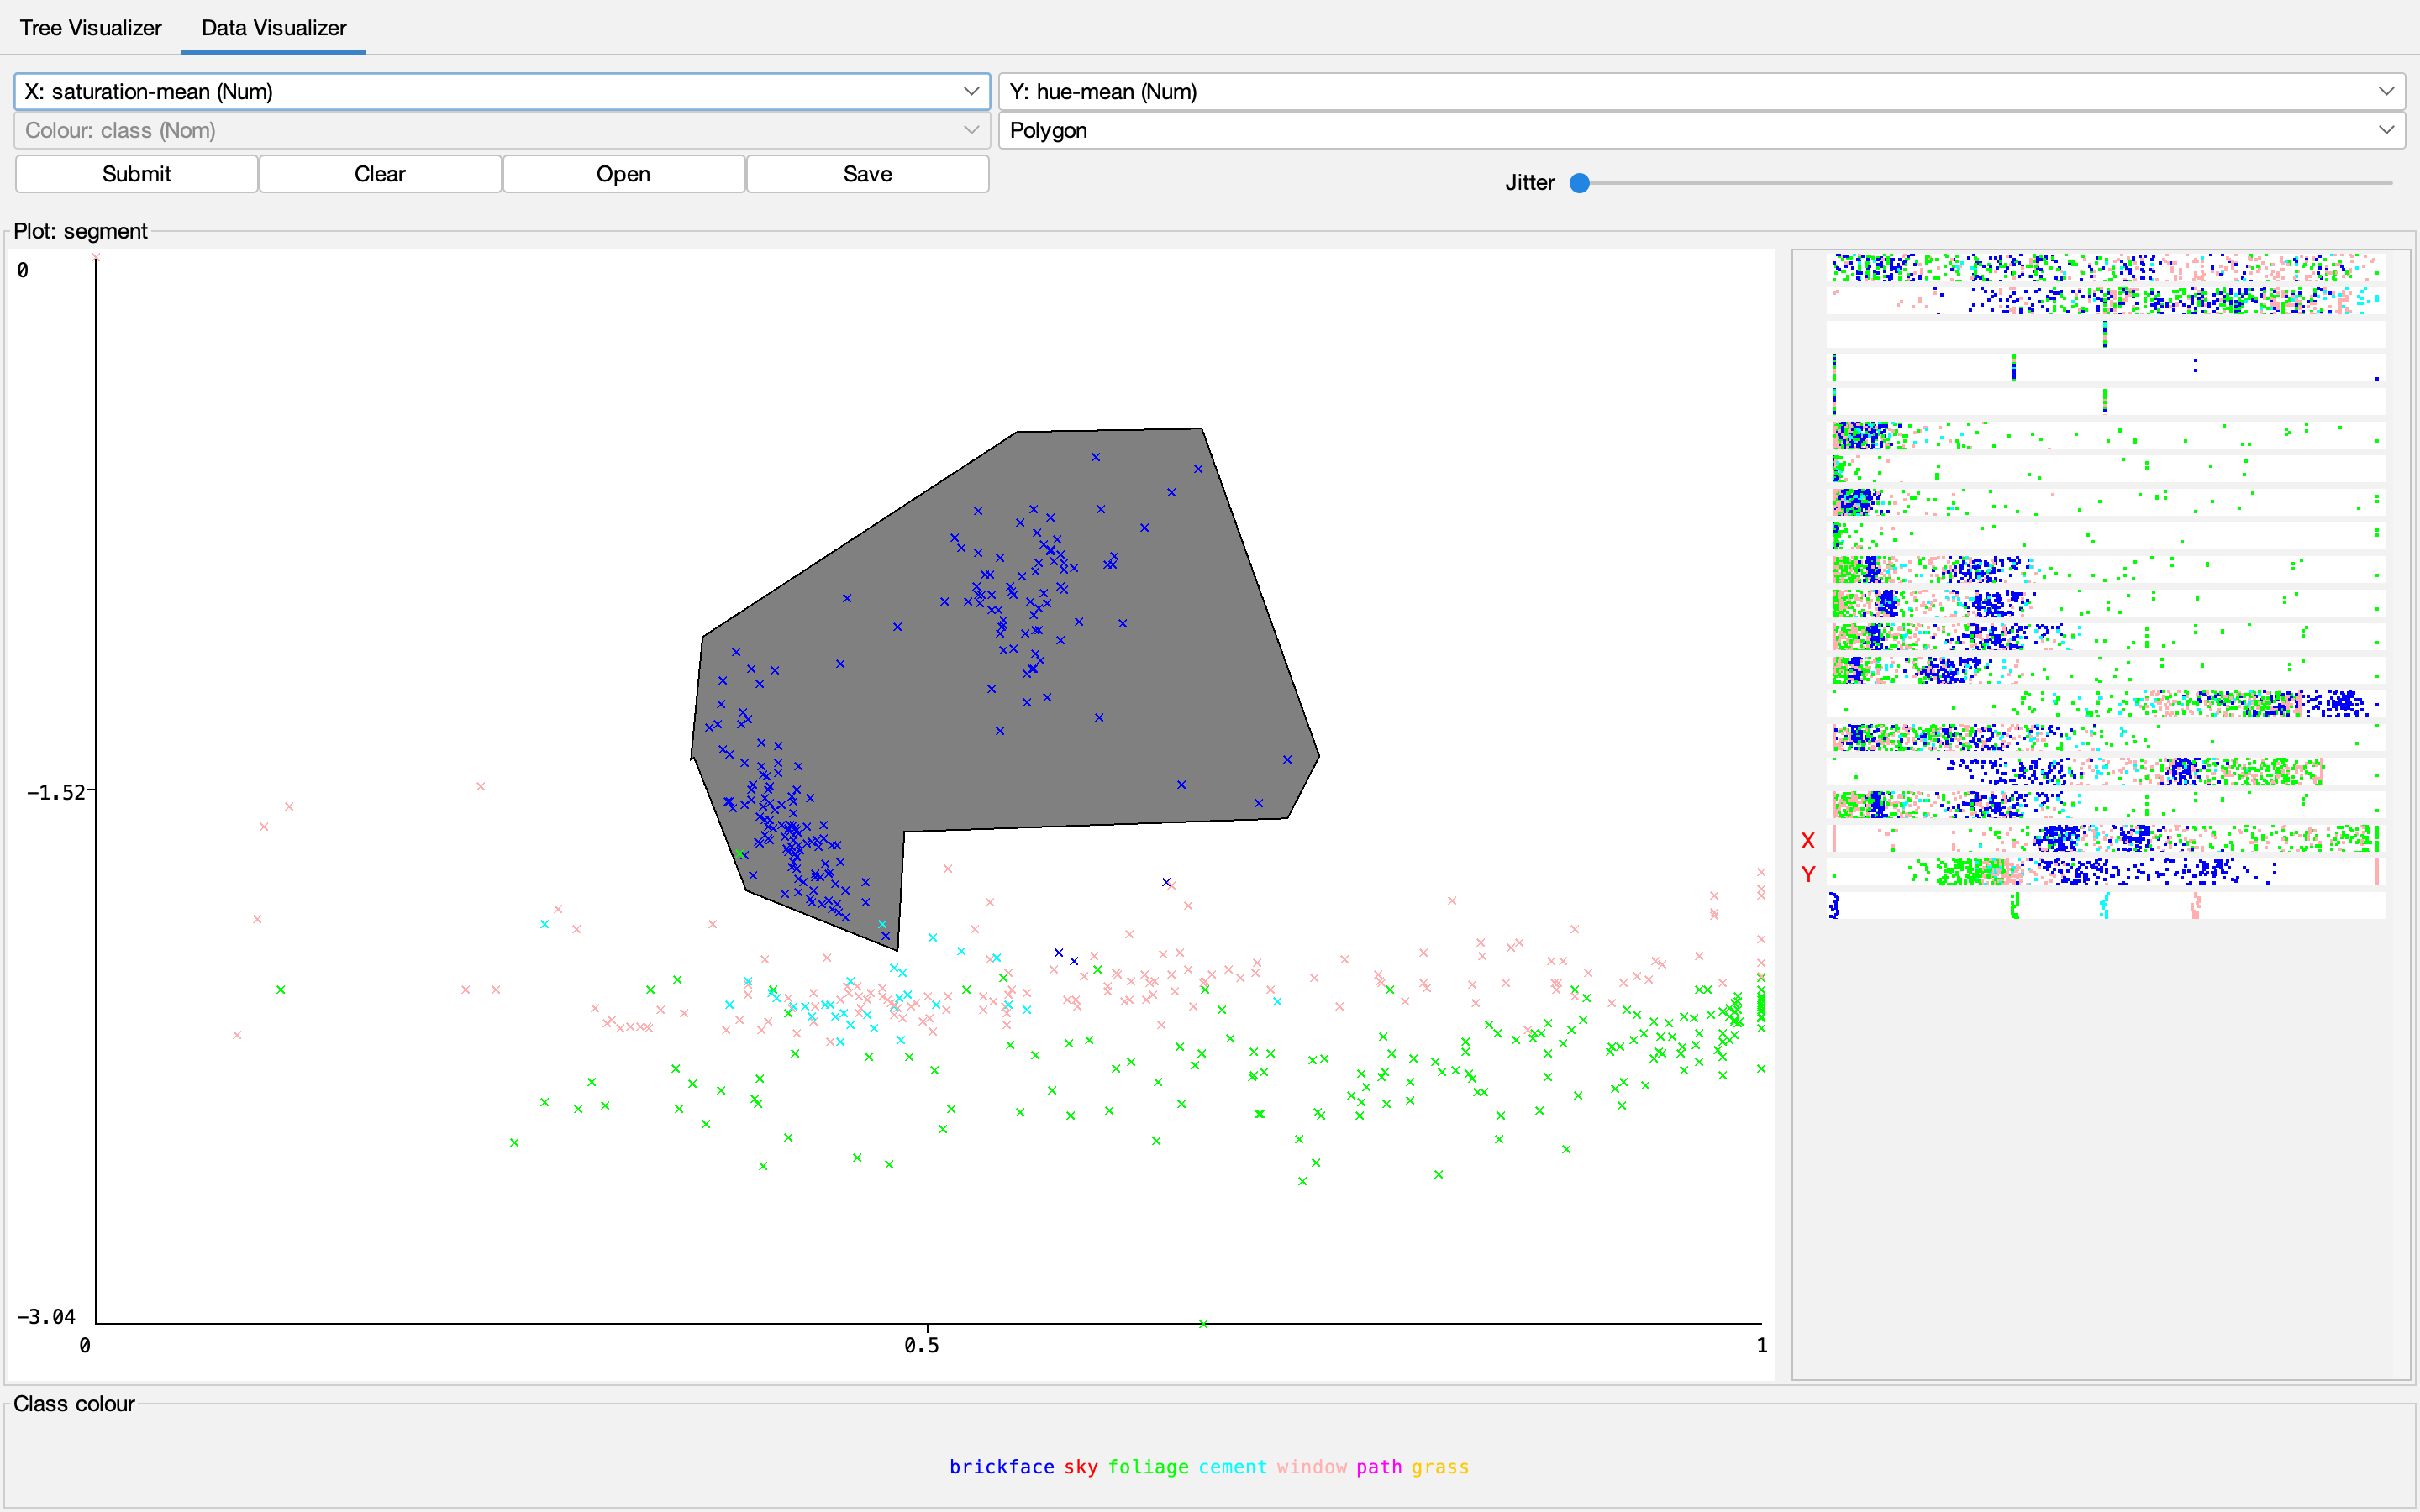 Tree Visualizer Data Visualizer
X: saturation-mean (Num) Y: hue-mean (Num)
Colour: class (Nom) Polygon
Submit Clear Open Save Jitter
Plot: segment
0
-1.52
-3.04
0 0.5 1
X
Y
Class colour
brickface sky foliage cement window path grass